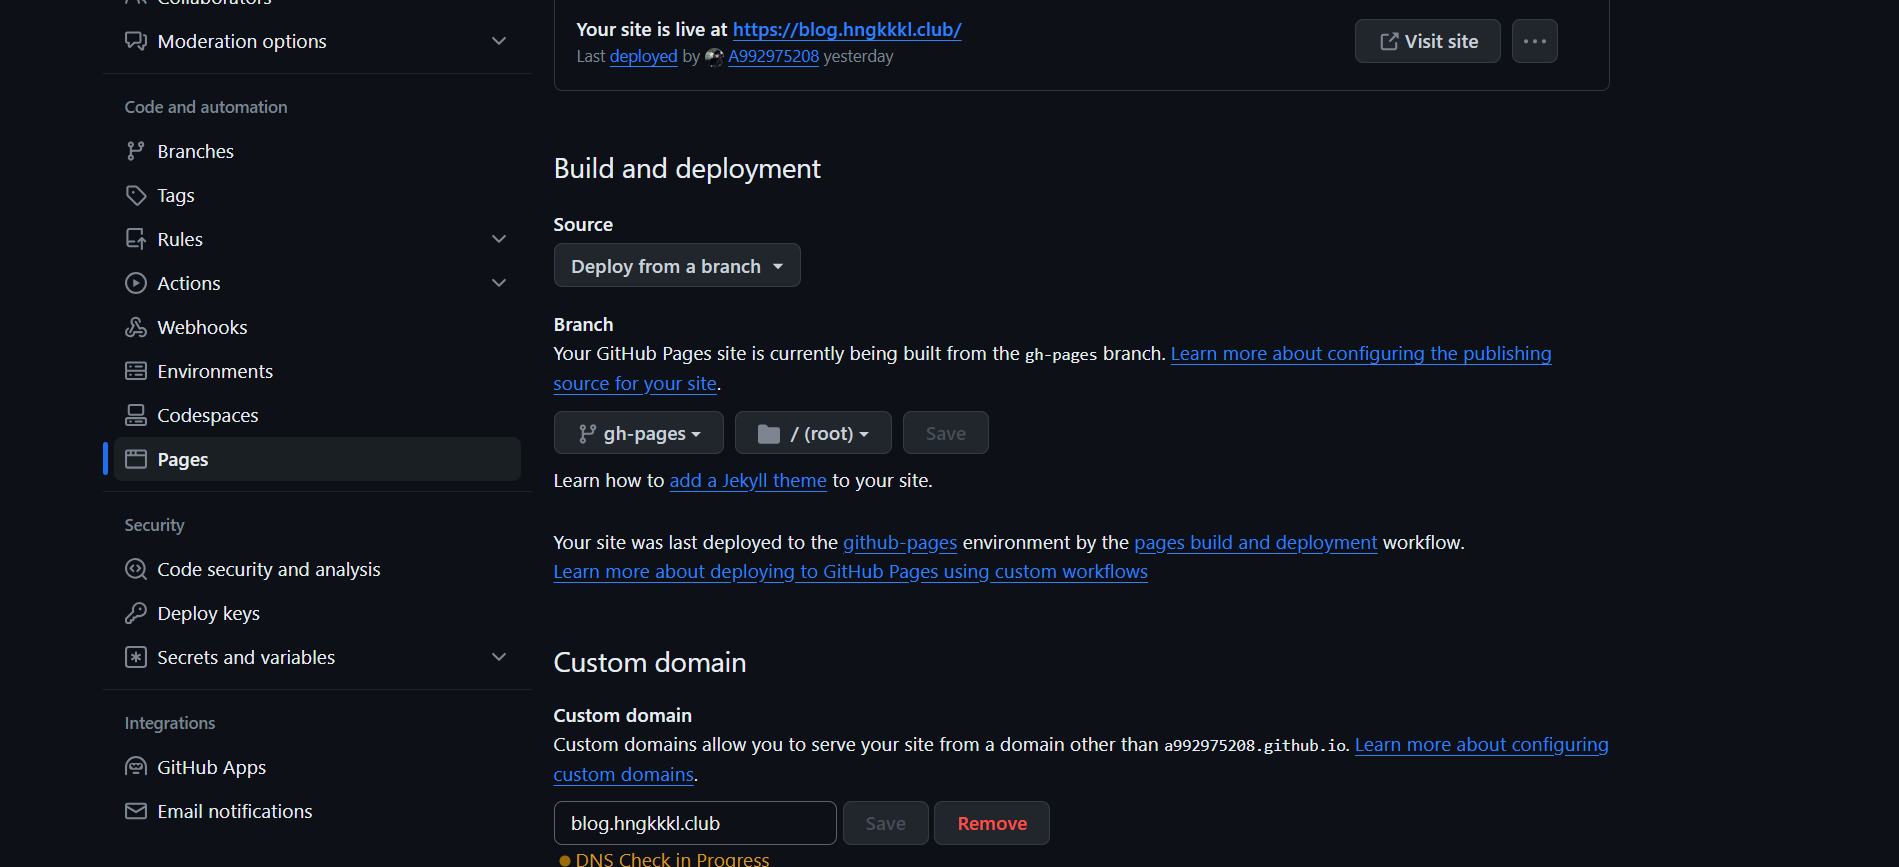 Collaborators
Moderation options
Code and automation
Branches
Tags
Rules
Actions
Webhooks
Environments
Codespaces
Pages
Security
Code security and analysis
Deploy keys
Secrets and variables
Integrations
GitHub Apps
Email notifications
Your site is live at https://blog.hngkkkl.club/
Last deployed by A992975208 yesterday
Visit site
Build and deployment
Source
Deploy from a branch
Branch
Your GitHub Pages site is currently being built from the gh-pages branch. Learn more about configuring the publishing
source for your site.
gh-pages
/ (root)
Save
Learn how to add a Jekyll theme to your site.
Your site was last deployed to the github-pages environment by the pages build and deployment workflow.
Learn more about deploying to GitHub Pages using custom workflows
Custom domain
Custom domain
Custom domains allow you to serve your site from a domain other than a992975208.github.io. Learn more about configuring
custom domains.
blog.hngkkkl.club
Save
Remove
DNS Check in Progress